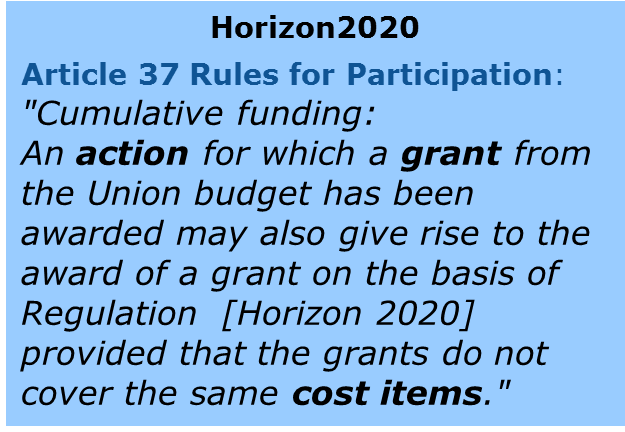 Horizon2020
Article 37 Rules for Participation:
"Cumulative funding:
An action for which a grant from
the Union budget has been
awarded may also give rise to the
award of a grant on the basis of
Regulation  [Horizon 2020]
provided that the grants do not
cover the same cost items."